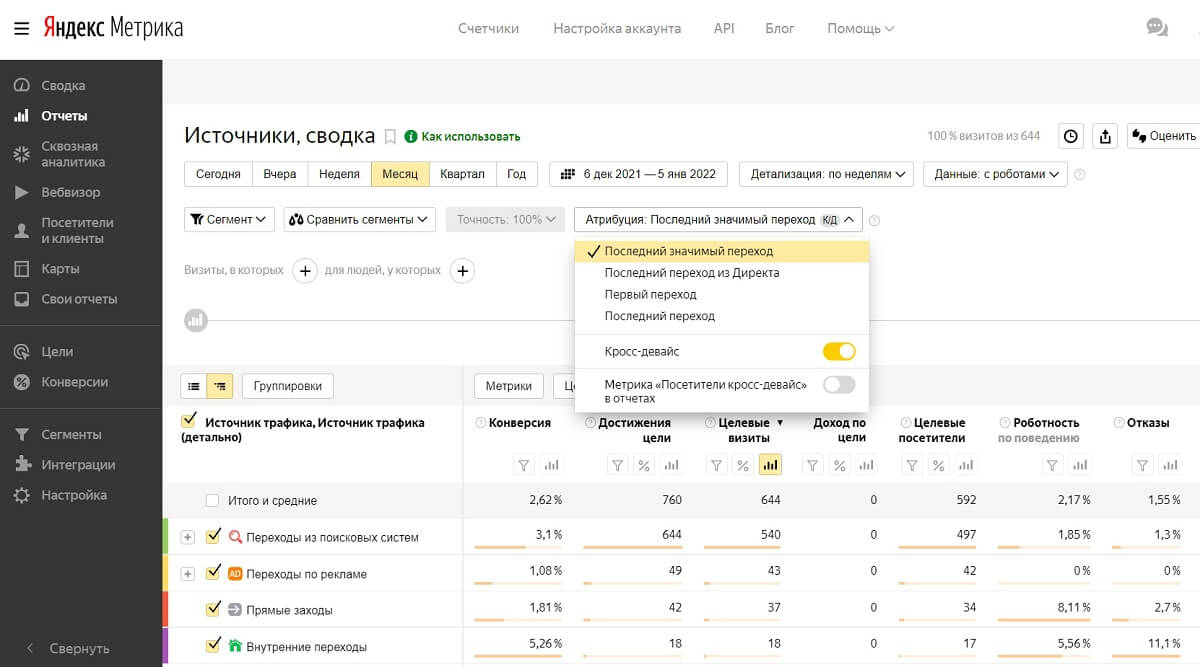 Яндекс Метрика
Счетчики Настройка аккаунта API Блог Помощь
Сводка
Отчеты
Сквозная
аналитика
Вебвизор
Посетители
и клиенты
Карты
Свои отчеты
Цели
Конверсии
Сегменты
Интеграции
Настройка
Свернуть
Источники, сводка Как использовать 100 % визитов из 644 Оценить
Сегодня Вчера Неделя Месяц Квартал Год 6 дек 2021 — 5 янв 2022 Детализация: по неделям Данные: с роботами
Сегмент Сравнить сегменты Точность: 100% Атрибуция: Последний значимый переход К/Д
Визиты, в которых + для людей, у которых +
Последний значимый переход
Последний переход из Директа
Первый переход
Последний переход
Кросс-девайс
Метрика «Посетители кросс-девайс»
в отчетах
Группировки Метрики
Источник трафика, Источник трафика
(детально)
Конверсия Достижения Целевые Доход по Целевые Роботность Отказы
цели визиты цели посетители по поведению
Итого и средние 2,62 % 760 644 0 592 2,17 % 1,55 %
Переходы из поисковых систем 3,1 % 644 540 0 497 1,85 % 1,3 %
AD Переходы по рекламе 1,08 % 49 43 0 42 0 % 0 %
Прямые заходы 1,81 % 42 37 0 34 8,11 % 2,7 %
Внутренние переходы 5,26 % 18 18 0 17 5,56 % 11,1 %